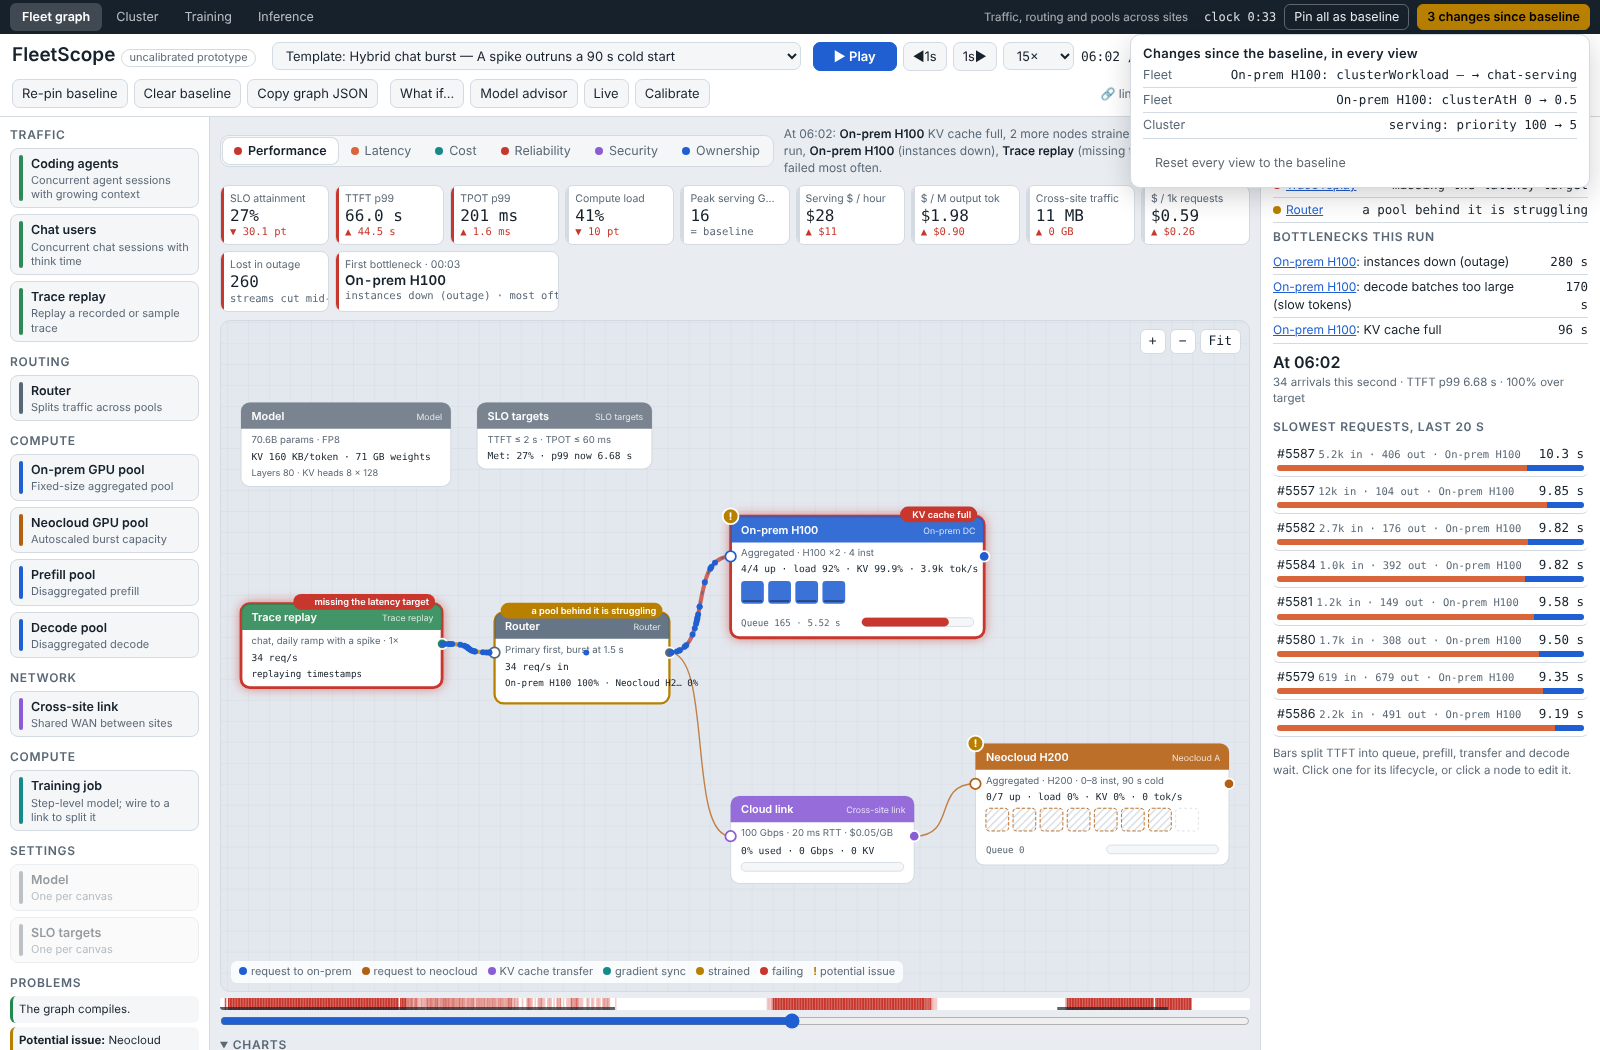 Fleet graph Cluster Training Inference Traffic, routing and pools across sites clock 0:33 Pin all as baseline 3 changes since baseline
FleetScope uncalibrated prototype Template: Hybrid chat burst — A spike outruns a 90 s cold start ▶ Play ◀1s 1s▶ 15× 06:02
Re-pin baseline Clear baseline Copy graph JSON What if... Model advisor Live Calibrate
Changes since the baseline, in every view
Fleet On-prem H100: clusterWorkload — → chat-serving
Fleet On-prem H100: clusterAtH 0 → 0.5
Cluster serving: priority 100 → 5
Reset every view to the baseline
TRAFFIC
Coding agents
Concurrent agent sessions
with growing context
Chat users
Concurrent chat sessions with
think time
Trace replay
Replay a recorded or sample
trace
ROUTING
Router
Splits traffic across pools
COMPUTE
On-prem GPU pool
Fixed-size aggregated pool
Neocloud GPU pool
Autoscaled burst capacity
Prefill pool
Disaggregated prefill
Decode pool
Disaggregated decode
NETWORK
Cross-site link
Shared WAN between sites
COMPUTE
Training job
Step-level model; wire to a
link to split it
SETTINGS
Model
One per canvas
SLO targets
One per canvas
PROBLEMS
The graph compiles.
Potential issue: Neocloud
Performance Latency Cost Reliability Security Ownership
At 06:02: On-prem H100 KV cache full, 2 more nodes
run, On-prem H100 (instances down), Trace replay (missing
failed most often.
SLO attainment
27%
▼ 30.1 pt
TTFT p99
66.0 s
▲ 44.5 s
TPOT p99
201 ms
▲ 1.6 ms
Compute load
41%
▼ 10 pt
Peak serving G...
16
= baseline
Serving $ / hour
$28
▲ $11
$ / M output tok
$1.98
▲ $0.90
Cross-site traffic
11 MB
▲ 0 GB
$ / 1k requests
$0.59
▲ $0.26
Lost in outage
260
streams cut mid-
First bottleneck · 00:03
On-prem H100
instances down (outage) · most oft
+ − Fit
Model Model
70.6B params · FP8
KV 160 KB/token · 71 GB weights
Layers 80 · KV heads 8 × 128
SLO targets SLO targets
TTFT ≤ 2 s · TPOT ≤ 60 ms
Met: 27% · p99 now 6.68 s
KV cache full
! On-prem H100 On-prem DC
Aggregated · H100 ×2 · 4 inst
4/4 up · load 92% · KV 99.9% · 3.9k tok/s
Queue 165 · 5.52 s
missing the latency target
Trace replay Trace replay
chat, daily ramp with a spike · 1×
34 req/s
replaying timestamps
a pool behind it is struggling
Router Router
Primary first, burst at 1.5 s
34 req/s in
On-prem H100 100% · Neocloud H2… 0%
Cloud link Cross-site link
100 Gbps · 20 ms RTT · $0.05/GB
0% used · 0 Gbps · 0 KV
! Neocloud H200 Neocloud A
Aggregated · H200 · 0–8 inst, 90 s cold
0/7 up · load 0% · KV 0% · 0 tok/s
Queue 0
request to on-prem request to neocloud KV cache transfer gradient sync strained failing ! potential issue
▼ CHARTS
Router a pool behind it is struggling
BOTTLENECKS THIS RUN
On-prem H100: instances down (outage) 280 s
On-prem H100: decode batches too large 170
(slow tokens) s
On-prem H100: KV cache full 96 s
At 06:02
34 arrivals this second · TTFT p99 6.68 s · 100% over
target
SLOWEST REQUESTS, LAST 20 S
#5587 5.2k in · 406 out · On-prem H100 10.3 s
#5557 12k in · 104 out · On-prem H100 9.85 s
#5582 2.7k in · 176 out · On-prem H100 9.82 s
#5584 1.0k in · 392 out · On-prem H100 9.82 s
#5581 1.2k in · 149 out · On-prem H100 9.58 s
#5580 1.7k in · 308 out · On-prem H100 9.50 s
#5579 619 in · 679 out · On-prem H100 9.35 s
#5586 2.2k in · 491 out · On-prem H100 9.19 s
Bars split TTFT into queue, prefill, transfer and decode
wait. Click one for its lifecycle, or click a node to edit it.